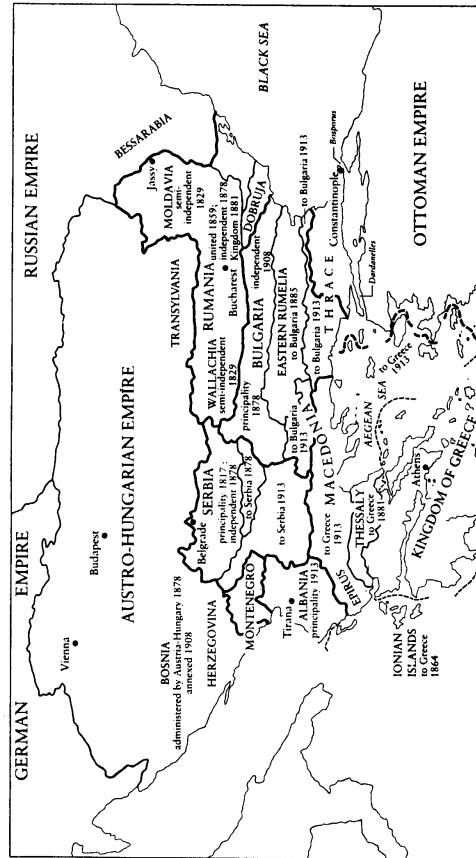 GERMAN
EMPIRE
RUSSIAN EMPIRE
Vienna
Budapest
AUSTRO-HUNGARIAN EMPIRE
TRANSYLVANIA
BESSARABIA
Jassy
MOLDAVIA
semi-
independent
1829
BOSNIA
administered by Austria-Hungary 1878
annexed 1908
HERZEGOVINA
Belgrade
SERBIA
principality 1817;
independent 1878
to Serbia 1878
to Serbia 1913
WALLACHIA
semi-independent
1829
RUMANIA
united 1859;
independent 1878,
Kingdom 1881
Bucharest
DOBRUJA
BLACK SEA
MONTENEGRO
Tirana
ALBANIA
principality 1913
principality
1878
BULGARIA
independent
1908
EASTERN RUMELIA
to Bulgaria 1885
to Bulgaria
1913
to Bulgaria 1913
to Bulgaria 1913
MACEDONIA
THRACE
Constantinople
Bosporus
Dardanelles
to Greece
1913
EPIRUS
THESSALY
to Greece
1881
AEGEAN
SEA
to Greece
1913
OTTOMAN EMPIRE
IONIAN
ISLANDS
to Greece
1864
Athens
KINGDOM OF GREECE